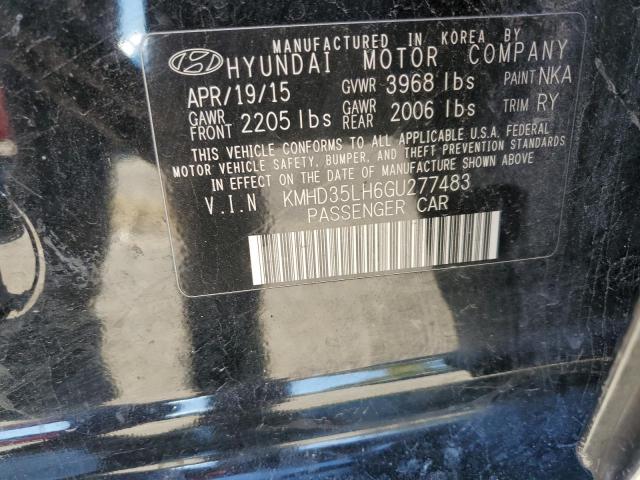 MANUFACTURED IN KOREA BY
HYUNDAI MOTOR COMPANY
APR/19/15 GVWR 3968 lbs PAINT NKA
GAWR FRONT 2205 lbs GAWR REAR 2006 lbs TRIM RY
THIS VEHICLE CONFORMS TO ALL APPLICABLE U.S.A. FEDERAL
MOTOR VEHICLE SAFETY, BUMPER, AND THEFT PREVENTION STANDARDS
IN EFFECT ON THE DATE OF MANUFACTURE SHOWN ABOVE.
V.I.N KMHD35LH6GU277483
PASSENGER CAR